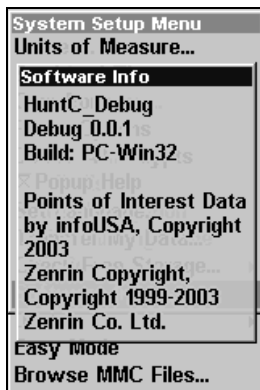 System Setup Menu
Units of Measure...
Software Info
HuntC_Debug
Debug 0.0.1
Build: PC-Win32
Points of Interest Data
by infoUSA, Copyright
2003
Zenrin Copyright,
Copyright 1999-2003
Zenrin Co. Ltd.
Easy Mode
Browse MMC Files...